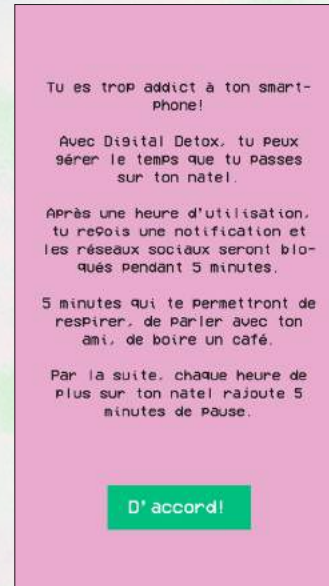 Tu es trop addict à ton smart-
phone!
Avec Digital Detox, tu peux
gérer le temps que tu passes
sur ton natel.
Après une heure d'utilisation,
tu reçois une notification et
les réseaux sociaux seront blo-
qués pendant 5 minutes.
5 minutes qui te permettront de
respirer, de parler avec ton
ami, de boire un café.
Par la suite, chaque heure de
plus sur ton natel rajoute 5
minutes de pause.
D'accord!